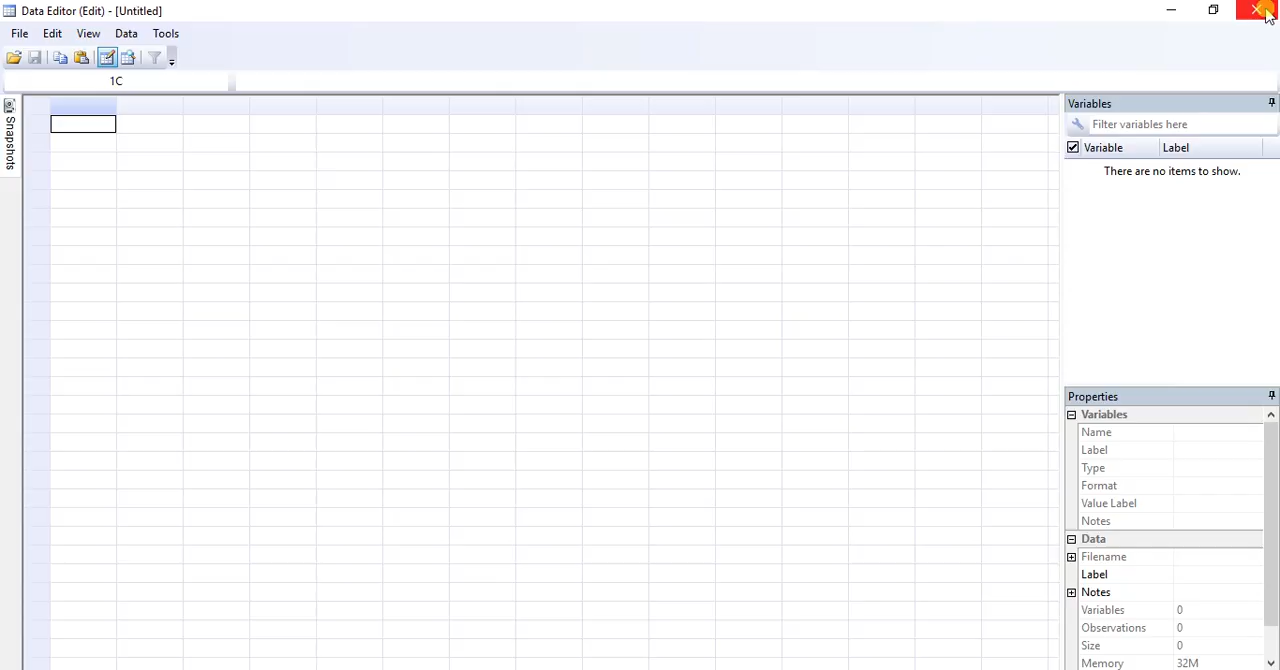 Data Editor (Edit) - [Untitled]
File Edit View Data Tools
1C
Snapshots
Variables
Filter variables here
Variable Label
There are no items to show.
Properties
Variables
Name
Label
Type
Format
Value Label
Notes
Data
Filename
Label
Notes
Variables 0
Observations 0
Size 0
Memory 32M